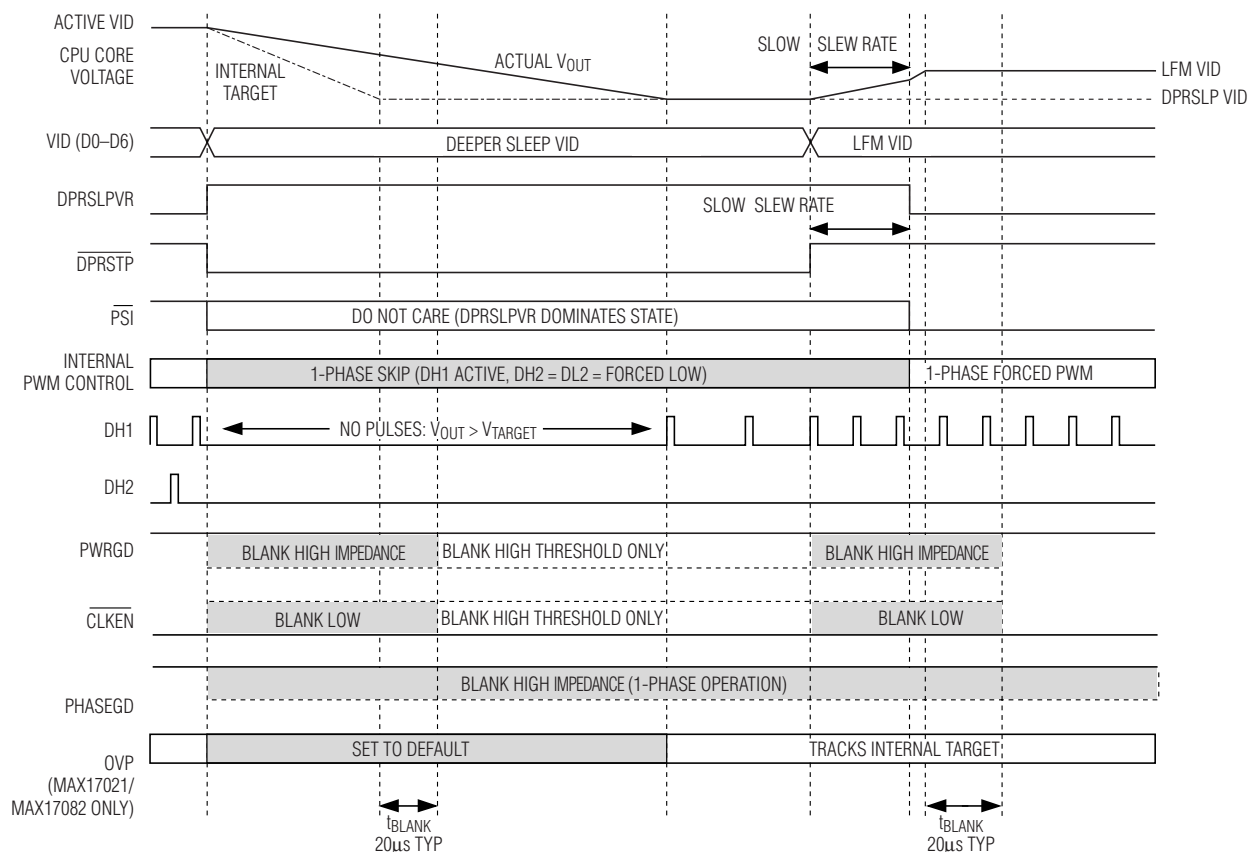 ACTIVE VID
CPU CORE
VOLTAGE
INTERNAL
TARGET
ACTUAL VOUT
SLOW SLEW RATE
LFM VID
DPRSLP VID
VID (D0–D6)
DEEPER SLEEP VID
LFM VID
DPRSLPVR
SLOW SLEW RATE
DPRSTP
PSI
DO NOT CARE (DPRSLPVR DOMINATES STATE)
INTERNAL
PWM CONTROL
1-PHASE SKIP (DH1 ACTIVE, DH2 = DL2 = FORCED LOW)
1-PHASE FORCED PWM
DH1
NO PULSES: VOUT > VTARGET
DH2
PWRGD
BLANK HIGH IMPEDANCE
BLANK HIGH THRESHOLD ONLY
BLANK HIGH IMPEDANCE
CLKEN
BLANK LOW
BLANK HIGH THRESHOLD ONLY
BLANK LOW
BLANK HIGH IMPEDANCE (1-PHASE OPERATION)
PHASEGD
SET TO DEFAULT
TRACKS INTERNAL TARGET
OVP
(MAX17021/
MAX17082 ONLY)
tBLANK
20µs TYP
tBLANK
20µs TYP